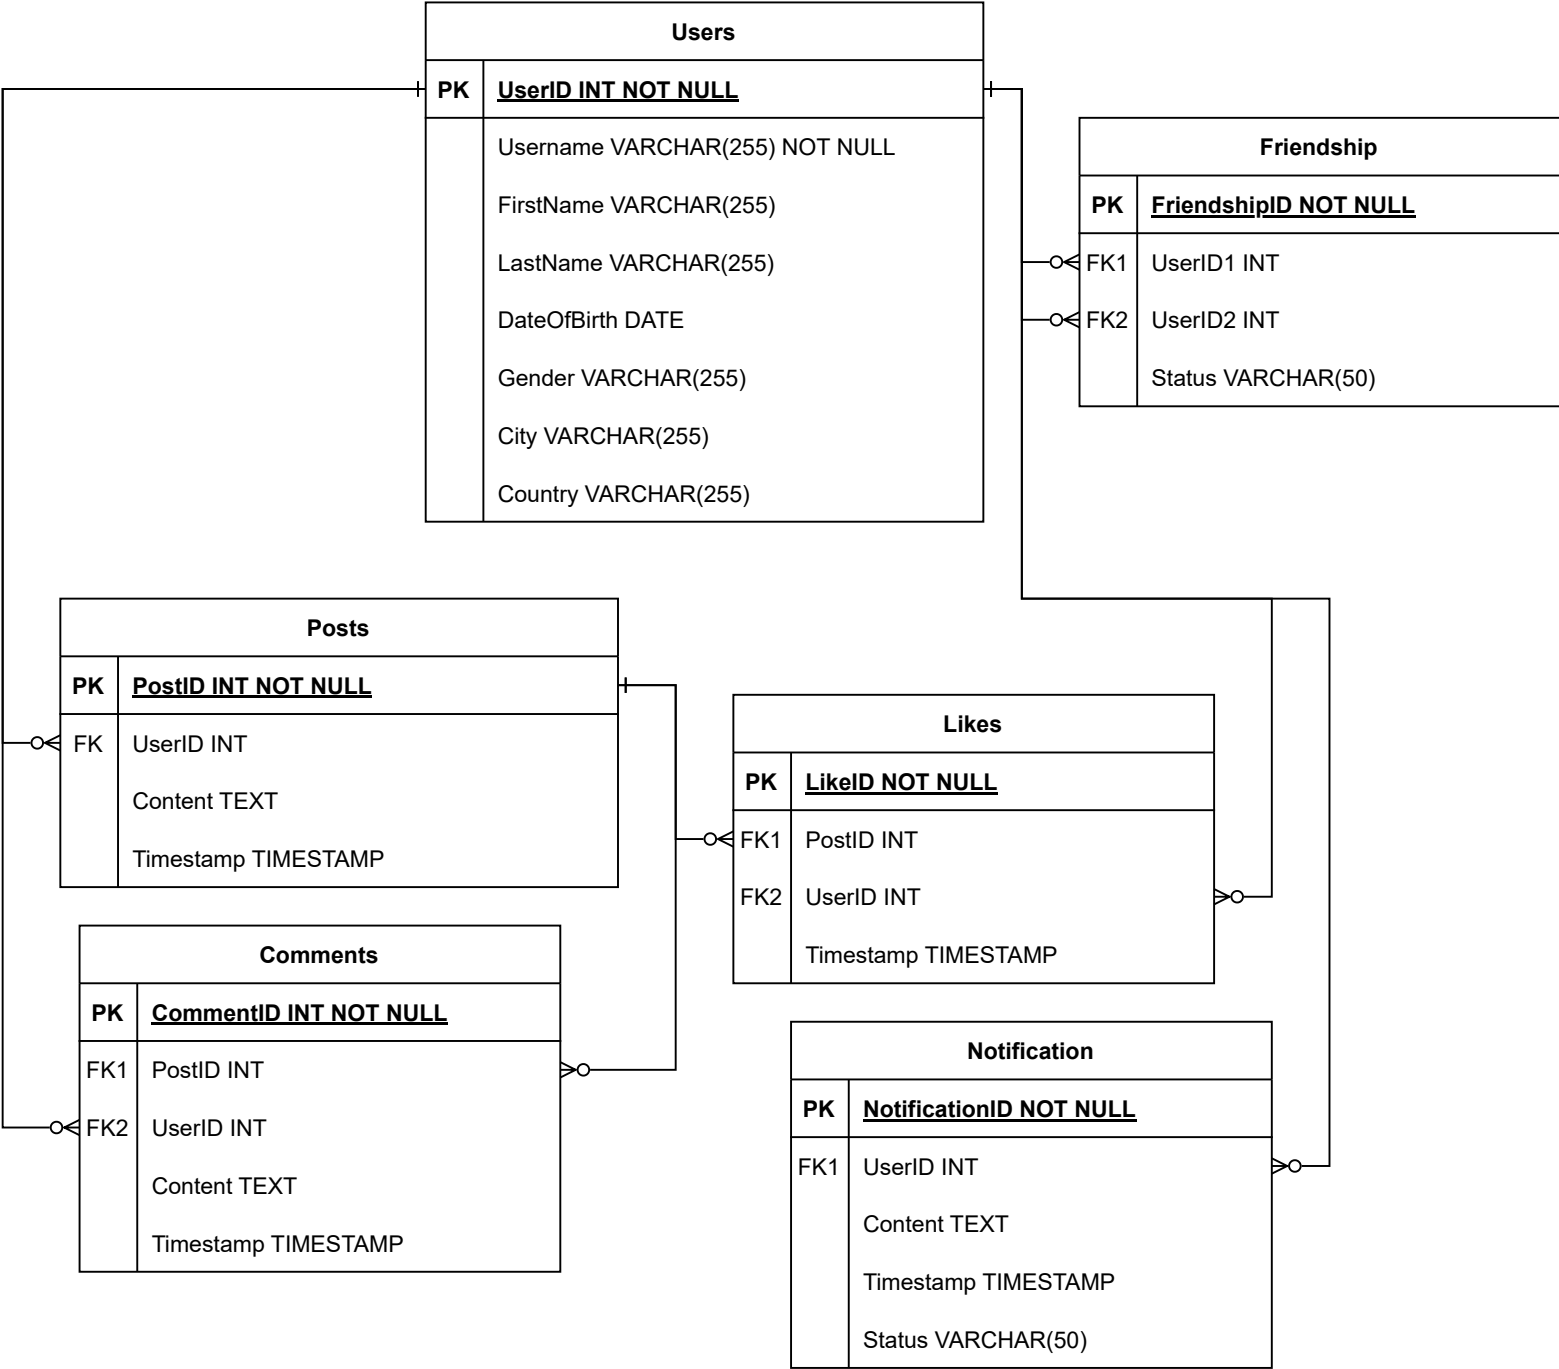 Users
PK UserID INT NOT NULL
Username VARCHAR(255) NOT NULL
FirstName VARCHAR(255)
LastName VARCHAR(255)
DateOfBirth DATE
Gender VARCHAR(255)
City VARCHAR(255)
Country VARCHAR(255)
Friendship
PK FriendshipID NOT NULL
FK1 UserID1 INT
FK2 UserID2 INT
Status VARCHAR(50)
Posts
PK PostID INT NOT NULL
FK UserID INT
Content TEXT
Timestamp TIMESTAMP
Likes
PK LikeID NOT NULL
FK1 PostID INT
FK2 UserID INT
Timestamp TIMESTAMP
Comments
PK CommentID INT NOT NULL
FK1 PostID INT
FK2 UserID INT
Content TEXT
Timestamp TIMESTAMP
Notification
PK NotificationID NOT NULL
FK1 UserID INT
Content TEXT
Timestamp TIMESTAMP
Status VARCHAR(50)